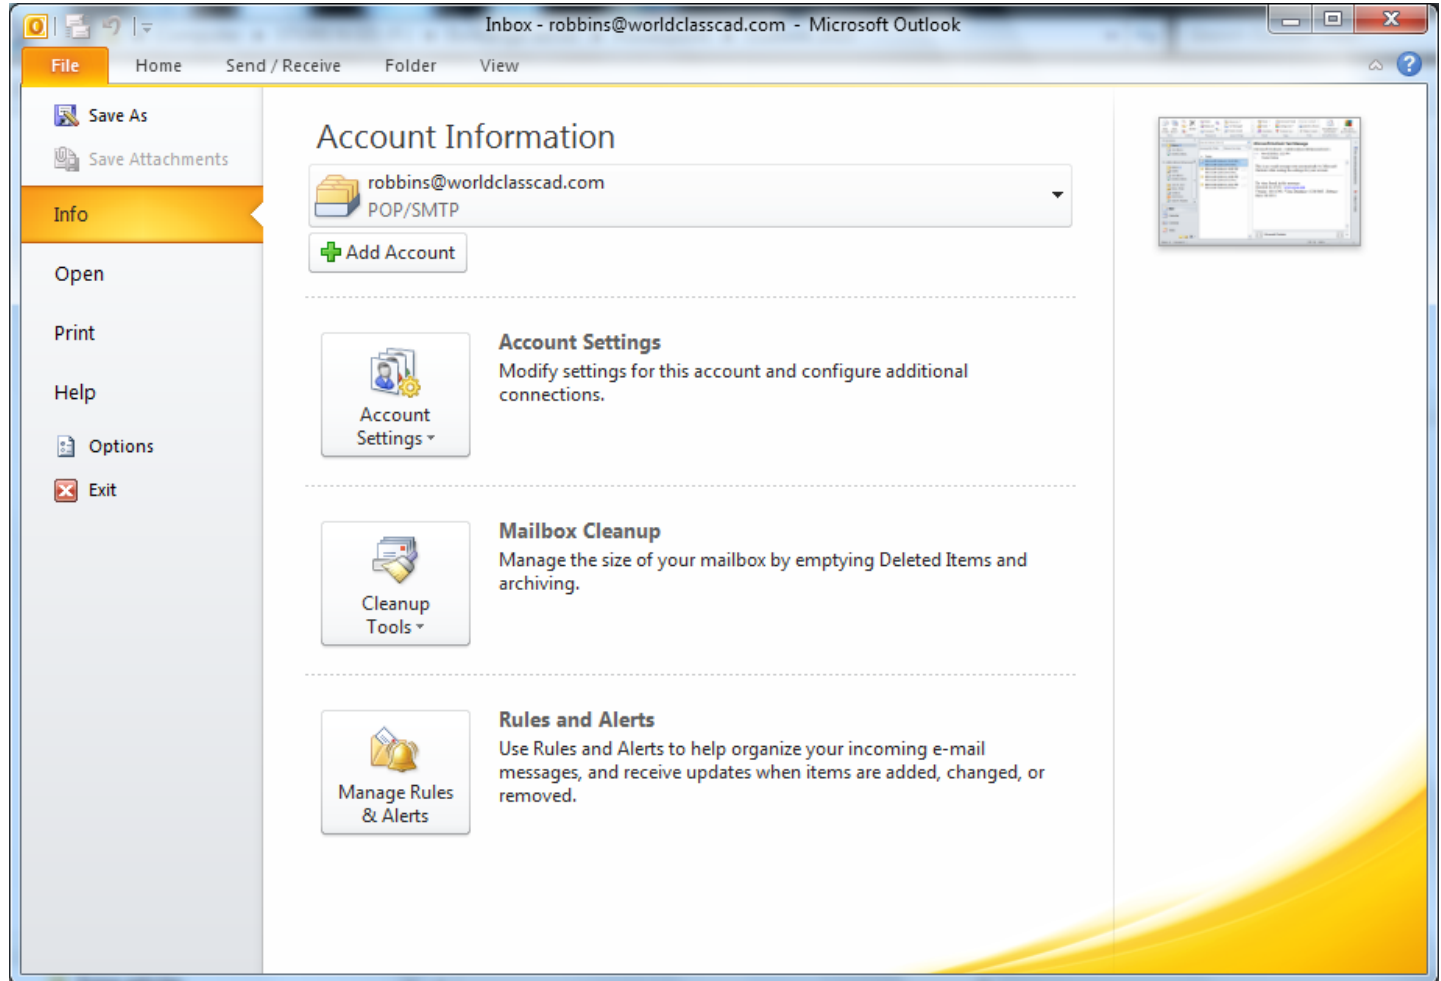 Inbox - robbins@worldclasscad.com - Microsoft Outlook
File Home Send / Receive Folder View
Save As
Save Attachments
Info
Open
Print
Help
Options
Exit
Account Information
robbins@worldclasscad.com
POP/SMTP
Add Account
Account
Settings
Account Settings
Modify settings for this account and configure additional
connections.
Cleanup
Tools
Mailbox Cleanup
Manage the size of your mailbox by emptying Deleted Items and
archiving.
Manage Rules
& Alerts
Rules and Alerts
Use Rules and Alerts to help organize your incoming e-mail
messages, and receive updates when items are added, changed, or
removed.